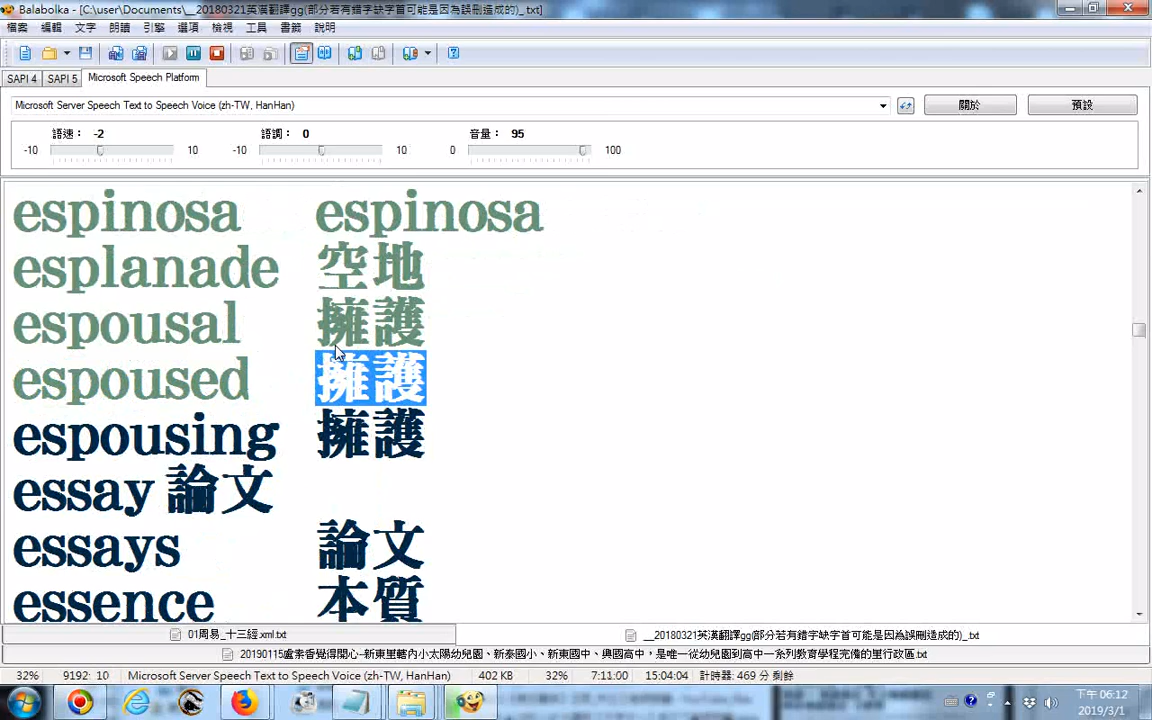 Balabolka - [C:\user\Documents\__20180321英漢翻譯gg(部分若有錯字缺字首可能是因為誤刪造成的)_.txt]
檔案 編輯 文字 朗讀 引擎 選項 檢視 工具 書籤 說明
SAPI 4 SAPI 5 Microsoft Speech Platform
Microsoft Server Speech Text to Speech Voice (zh-TW, HanHan) 關於 預設
語速： -2 語調： 0 音量： 95
-10 10 -10 10 0 100
espinosa espinosa
esplanade 空地
espousal 擁護
espoused 擁護
espousing 擁護
essay 論文
essays 論文
essence 本質
01周易_十三經.xml.txt __20180321英漢翻譯gg(部分若有錯字缺字首可能是因為誤刪造成的)_.txt
20190115盧素香覺得開心-新東里轄內小太陽幼兒園、新泰國小、新東國中、興國高中，是唯一從幼兒園到高中一系列教育學程完備的里行政區.txt
32% 9192: 10 Microsoft Server Speech Text to Speech Voice (zh-TW, HanHan) 402 KB 32% 7:11:00 15:04:04 計時器: 469 分 剩餘
下午 06:12
2019/3/1